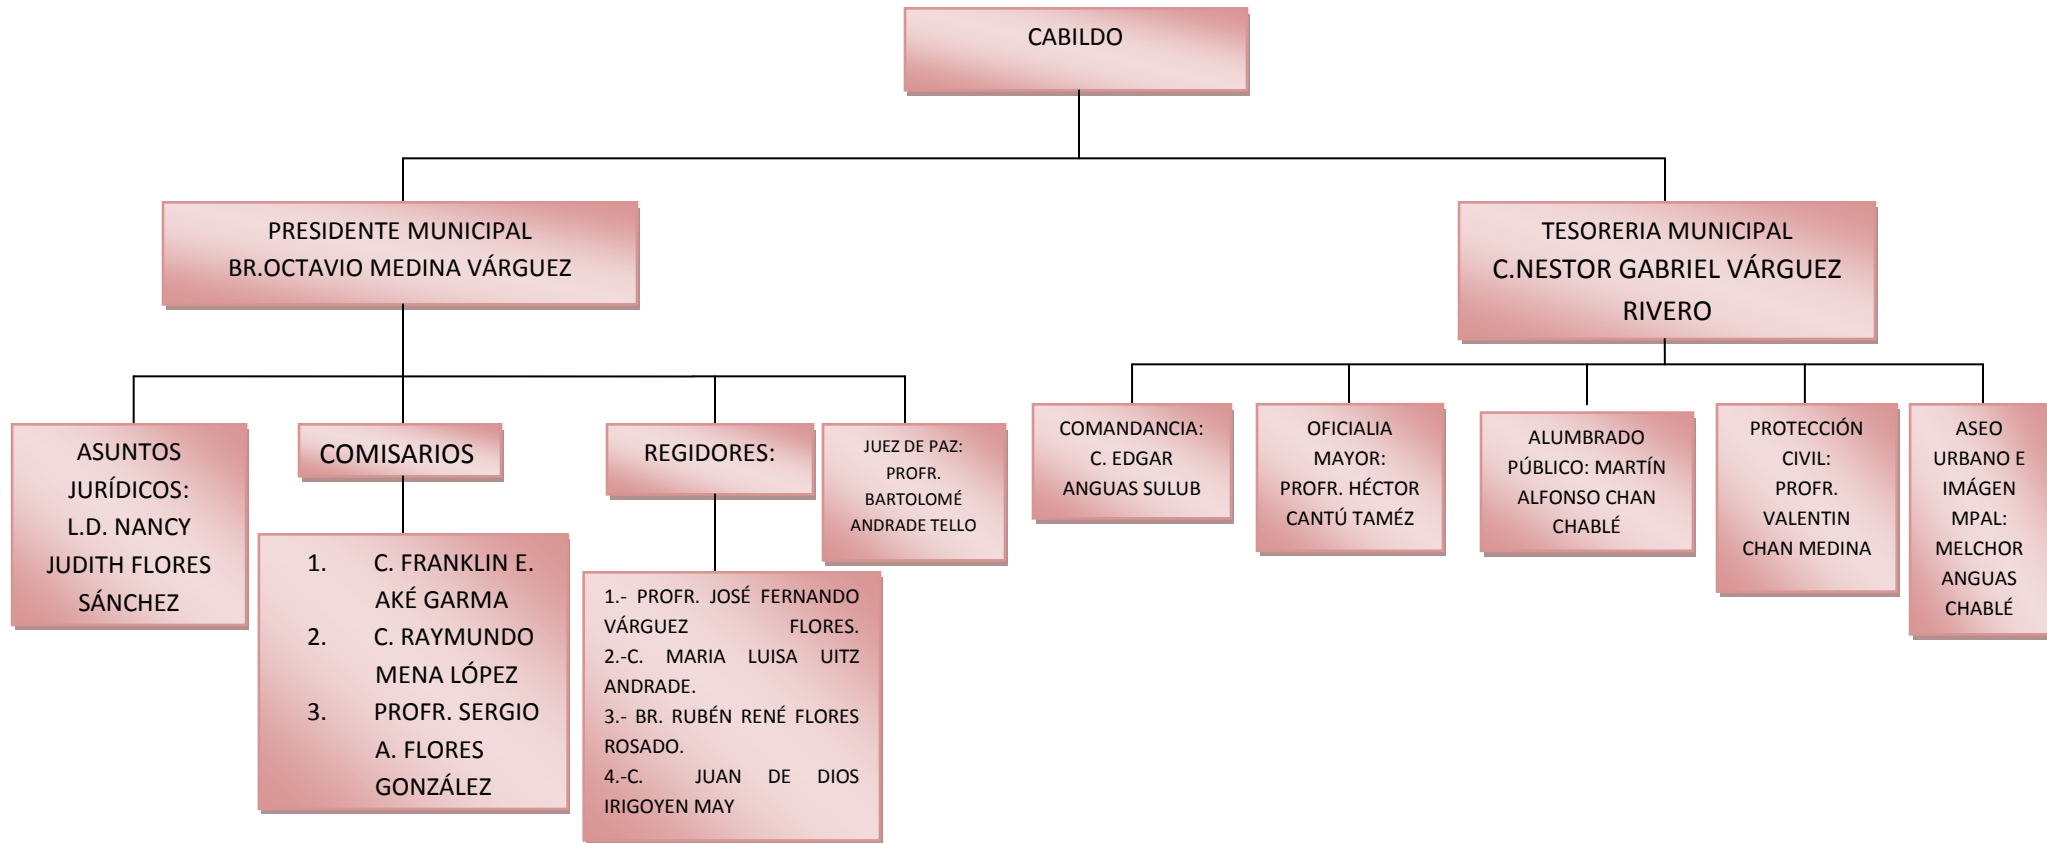 CABILDO
PRESIDENTE MUNICIPAL
BR.OCTAVIO MEDINA VÁRGUEZ
TESORERIA MUNICIPAL
C.NESTOR GABRIEL VÁRGUEZ
RIVERO
ASUNTOS
JURÍDICOS:
L.D. NANCY
JUDITH FLORES
SÁNCHEZ
COMISARIOS
1. C. FRANKLIN E.
AKÉ GARMA
2. C. RAYMUNDO
MENA LÓPEZ
3. PROFR. SERGIO
A. FLORES
GONZÁLEZ
REGIDORES:
1.- PROFR. JOSÉ FERNANDO
VÁRGUEZ FLORES.
2.-C. MARIA LUISA UITZ
ANDRADE.
3.- BR. RUBÉN RENÉ FLORES
ROSADO.
4.-C. JUAN DE DIOS
IRIGOYEN MAY
JUEZ DE PAZ:
PROFR.
BARTOLOMÉ
ANDRADE TELLO
COMANDANCIA:
C. EDGAR
ANGUAS SULUB
OFICIALIA
MAYOR:
PROFR. HÉCTOR
CANTÚ TAMÉZ
ALUMBRADO
PÚBLICO: MARTÍN
ALFONSO CHAN
CHABLÉ
PROTECCIÓN
CIVIL:
PROFR.
VALENTIN
CHAN MEDINA
ASEO
URBANO E
IMÁGEN
MPAL:
MELCHOR
ANGUAS
CHABLÉ